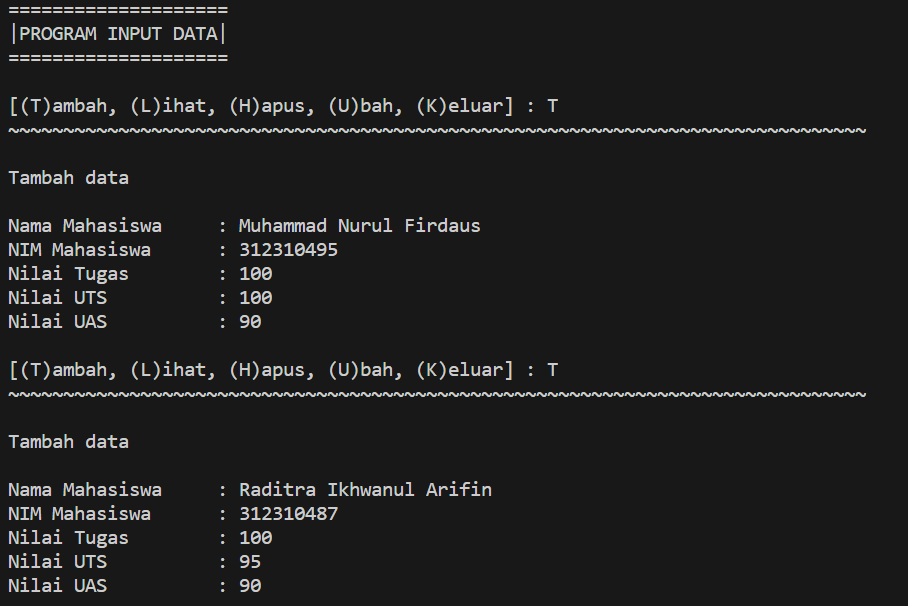 ====================
|PROGRAM INPUT DATA|
====================
[(T)ambah, (L)ihat, (H)apus, (U)bah, (K)eluar] : T
~~~~~~~~~~~~~~~~~~~~~~~~~~~~~~~~~~~~~~~~~~~~~~~~~~~~~~~~~~~~~~~~~~~~~~~~~~~~~~
Tambah data
Nama Mahasiswa     : Muhammad Nurul Firdaus
NIM Mahasiswa      : 312310495
Nilai Tugas        : 100
Nilai UTS          : 100
Nilai UAS          : 90
[(T)ambah, (L)ihat, (H)apus, (U)bah, (K)eluar] : T
~~~~~~~~~~~~~~~~~~~~~~~~~~~~~~~~~~~~~~~~~~~~~~~~~~~~~~~~~~~~~~~~~~~~~~~~~~~~~~
Tambah data
Nama Mahasiswa     : Raditra Ikhwanul Arifin
NIM Mahasiswa      : 312310487
Nilai Tugas        : 100
Nilai UTS          : 95
Nilai UAS          : 90